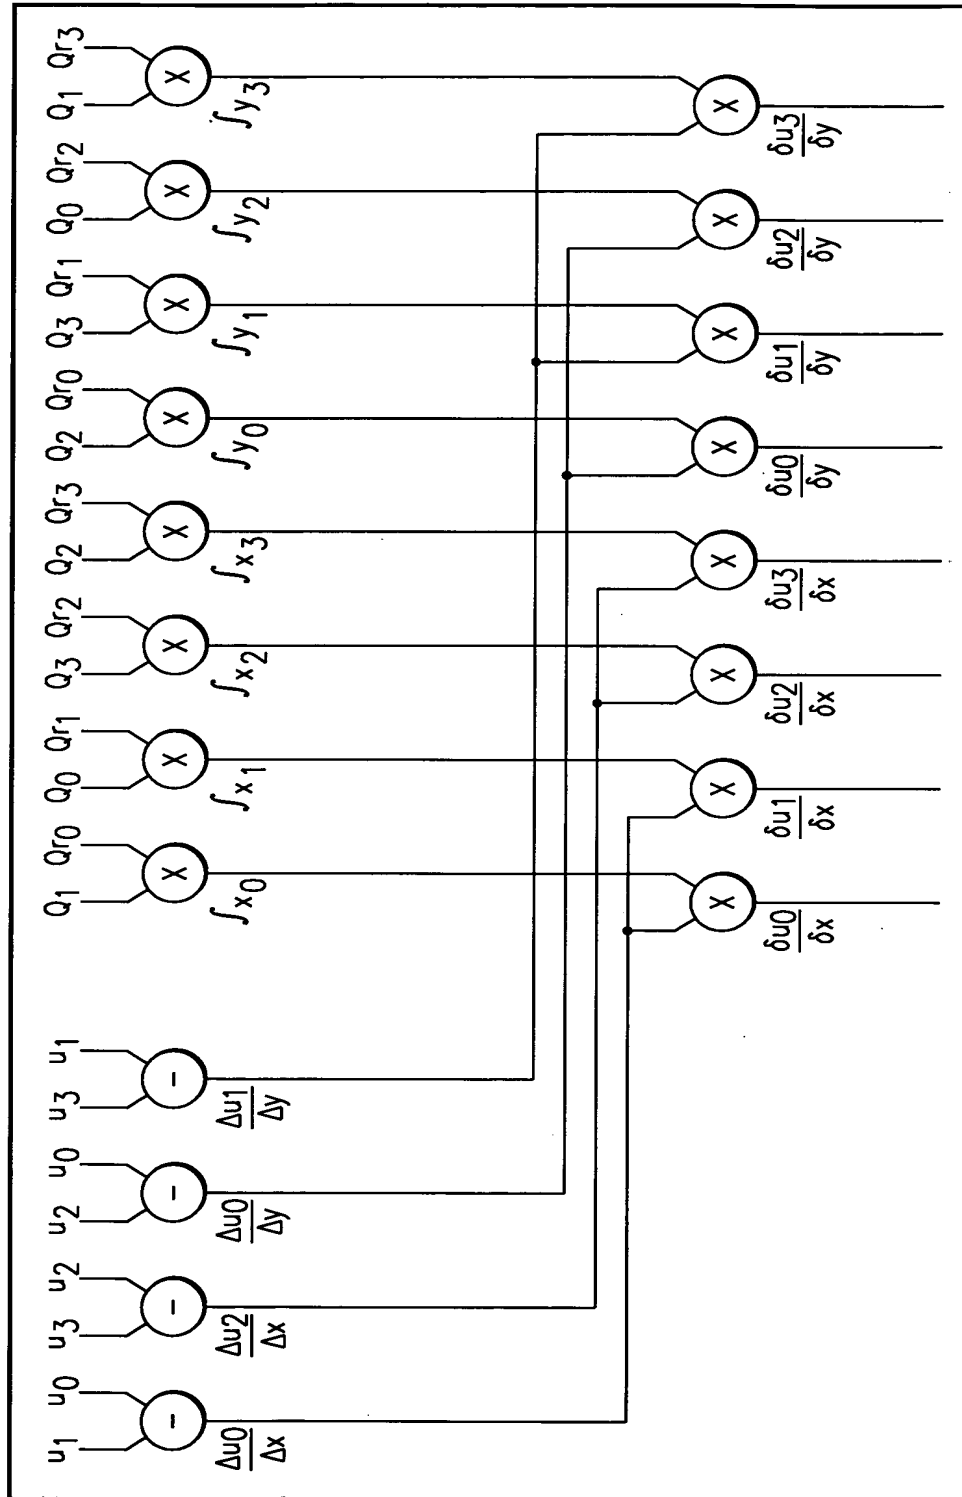 u1 u0 u3 u2 u2 u0 u3 u1 Q1 Qr0 Q0 Qr1 Q3 Qr2 Q2 Qr3 Q2 Qr0 Q3 Qr1 Q0 Qr2 Q1 Qr3
- - - - X X X X X X X X
Δu0 Δu2 Δu0 Δu1 ∫x0 ∫x1 ∫x2 ∫x3 ∫y0 ∫y1 ∫y2 ∫y3
Δx Δx Δy Δy
X X X X X X X X
δu0 δu1 δu2 δu3 δu0 δu1 δu2 δu3
δx δx δx δx δy δy δy δy